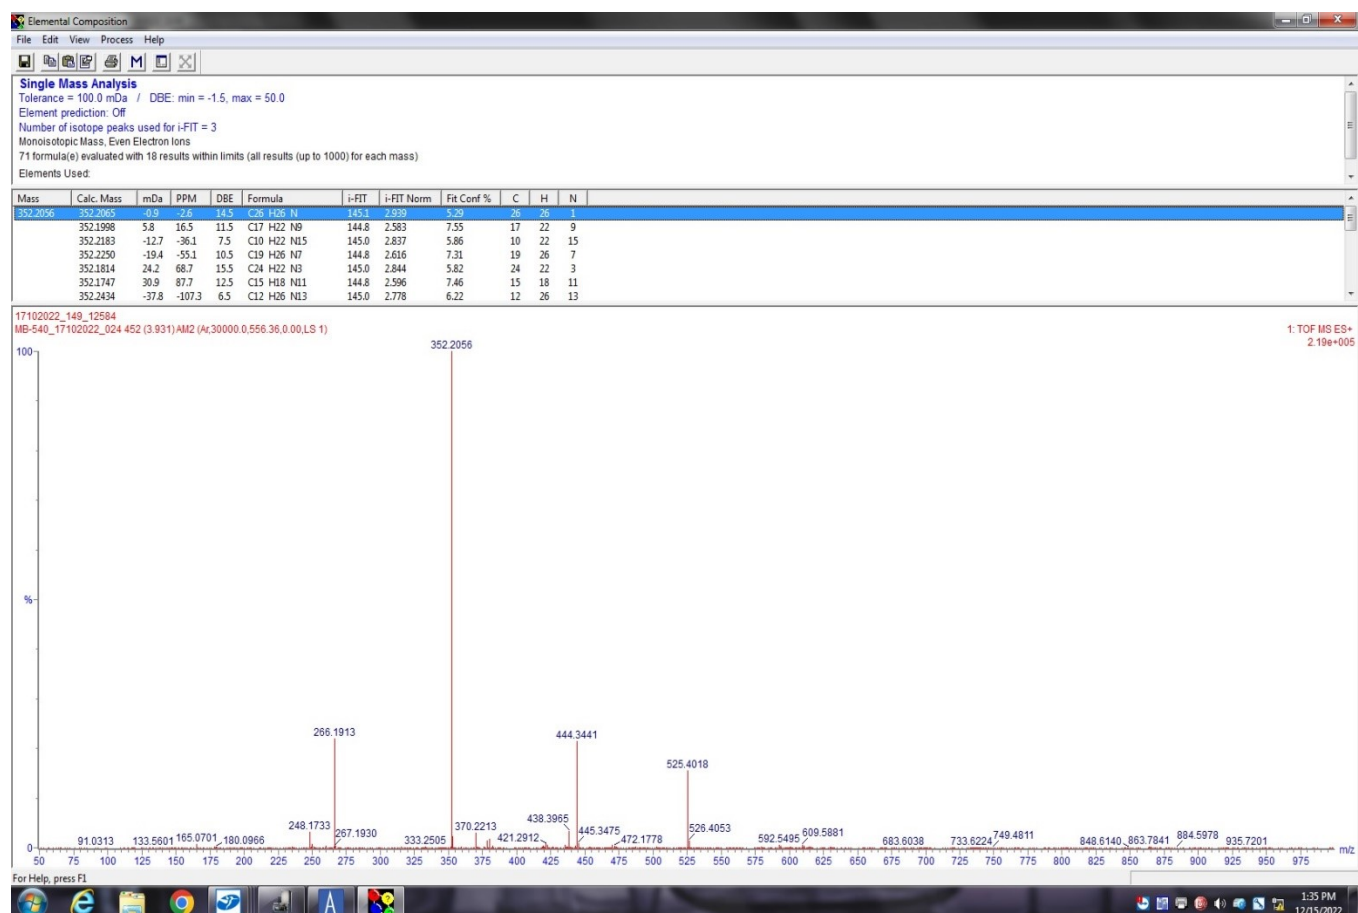 Elemental Composition
File Edit View Process Help
Single Mass Analysis
Tolerance = 100.0 mDa / DBE: min = -1.5, max = 50.0
Element prediction: Off
Number of isotope peaks used for i-FIT = 3
Monoisotopic Mass, Even Electron Ions
71 formula(e) evaluated with 18 results within limits (all results (up to 1000) for each mass)
Elements Used:
Mass Calc. Mass mDa PPM DBE Formula i-FIT i-FIT Norm Fit Conf % C H N
352.2056 352.2065 -0.9 -2.6 14.5 C26 H26 N 145.1 2.939 5.29 26 26 1
352.1998 5.8 16.5 11.5 C17 H22 N9 144.8 2.583 7.55 17 22 9
352.2183 -12.7 -36.1 7.5 C10 H22 N15 145.0 2.837 5.86 10 22 15
352.2250 -19.4 -55.1 10.5 C19 H26 N7 144.8 2.616 7.31 19 26 7
352.1814 24.2 68.7 15.5 C24 H22 N3 145.0 2.844 5.82 24 22 3
352.1747 30.9 87.7 12.5 C15 H18 N11 144.8 2.596 7.46 15 18 11
352.2434 -37.8 -107.3 6.5 C12 H26 N13 145.0 2.778 6.22 12 26 13
17102022_149_12584
MB-540_17102022_024 452 (3.931) AM2 (Ar,30000.0,556.36,0.00,LS 1)
1: TOF MS ES+
2.19e+005
100
352.2056
%
266.1913
444.3441
525.4018
438.3965
248.1733
267.1930
370.2213
445.3475
526.4053
91.0313
133.5601
165.0701
180.0966
333.2505
421.2912
472.1778
592.5495
609.5881
683.6038
733.6224
749.4811
848.6140
863.7841
884.5978
935.7201
0
m/z
50 75 100 125 150 175 200 225 250 275 300 325 350 375 400 425 450 475 500 525 550 575 600 625 650 675 700 725 750 775 800 825 850 875 900 925 950 975
For Help, press F1
1:35 PM
12/15/2022